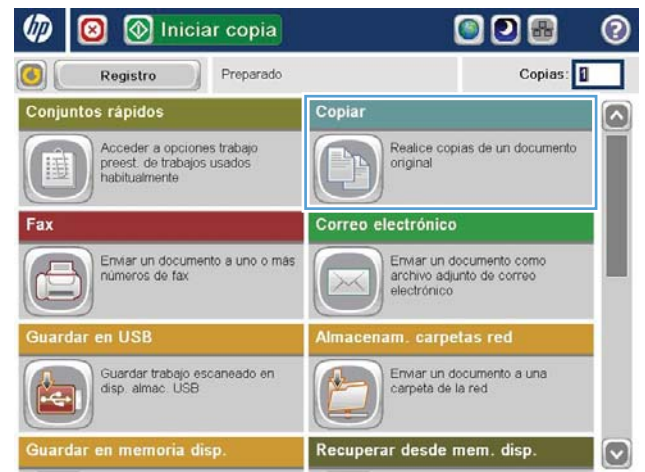 hp
Iniciar copia
?
Registro
Preparado
Copias: 1
Conjuntos rápidos
Acceder a opciones trabajo
preest. de trabajos usados
habitualmente
Copiar
Realice copias de un documento
original
Fax
Enviar un documento a uno o más
números de fax
Correo electrónico
Enviar un documento como
archivo adjunto de correo
electrónico
Guardar en USB
Guardar trabajo escaneado en
disp. almac. USB
Almacenam. carpetas red
Enviar un documento a una
carpeta de la red
Guardar en memoria disp.
Recuperar desde mem. disp.